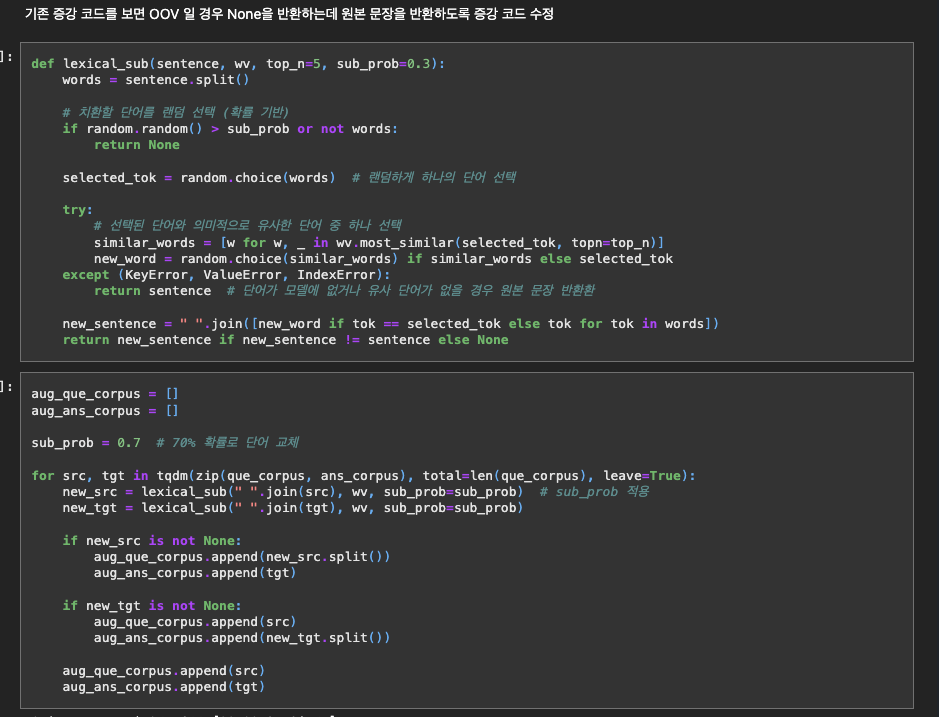 기존 증강 코드를 보면 OOV 일 경우 None을 반환하는데 원본 문장을 반환하도록 증강 코드 수정
]:
def lexical_sub(sentence, wv, top_n=5, sub_prob=0.3):
    words = sentence.split()
    # 치환할 단어를 랜덤 선택 (확률 기반)
    if random.random() > sub_prob or not words:
        return None
    selected_tok = random.choice(words)  # 랜덤하게 하나의 단어 선택
    try:
        # 선택된 단어와 의미적으로 유사한 단어 중 하나 선택
        similar_words = [w for w, _ in wv.most_similar(selected_tok, topn=top_n)]
        new_word = random.choice(similar_words) if similar_words else selected_tok
    except (KeyError, ValueError, IndexError):
        return sentence  # 단어가 모델에 없거나 유사 단어가 없을 경우 원본 문장 반환환
    new_sentence = " ".join([new_word if tok == selected_tok else tok for tok in words])
    return new_sentence if new_sentence != sentence else None
]:
aug_que_corpus = []
aug_ans_corpus = []
sub_prob = 0.7  # 70% 확률로 단어 교체
for src, tgt in tqdm(zip(que_corpus, ans_corpus), total=len(que_corpus), leave=True):
    new_src = lexical_sub(" ".join(src), wv, sub_prob=sub_prob)  # sub_prob 적용
    new_tgt = lexical_sub(" ".join(tgt), wv, sub_prob=sub_prob)
    if new_src is not None:
        aug_que_corpus.append(new_src.split())
        aug_ans_corpus.append(tgt)
    if new_tgt is not None:
        aug_que_corpus.append(src)
        aug_ans_corpus.append(new_tgt.split())
    aug_que_corpus.append(src)
    aug_ans_corpus.append(tgt)